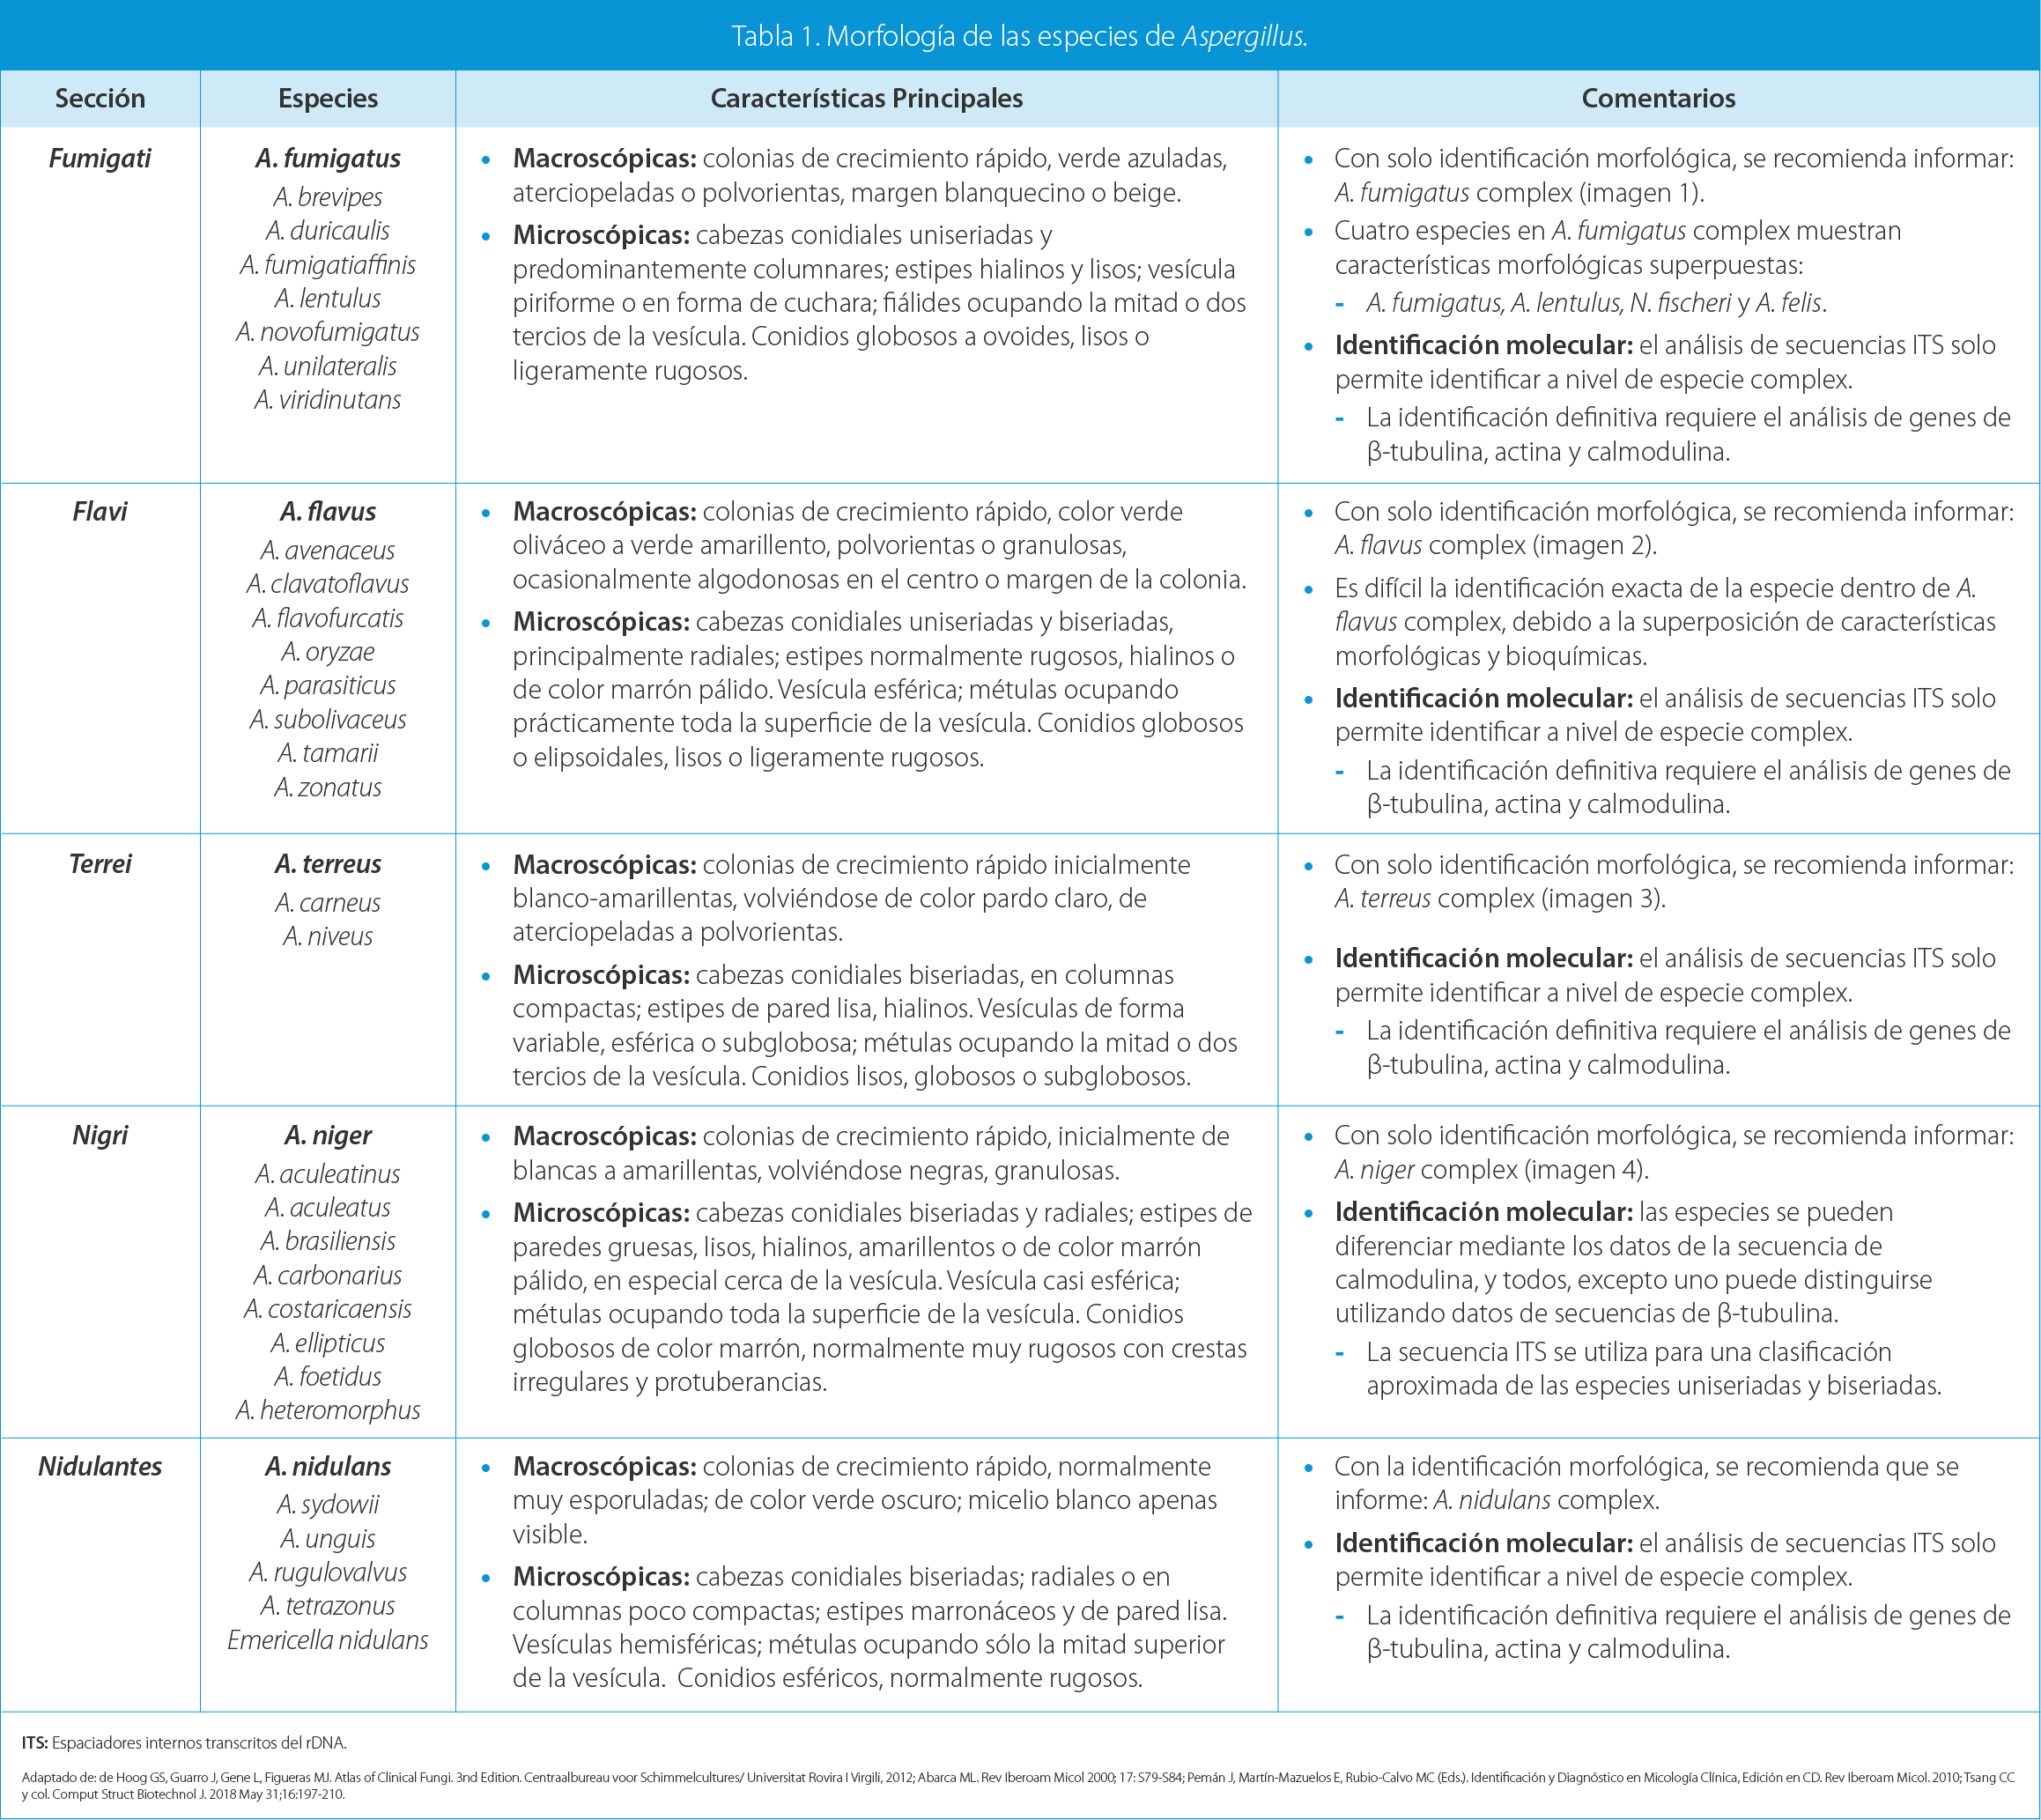 Tabla 1. Morfología de las especies de Aspergillus.
Sección
Especies
Características Principales
Comentarios
Fumigati
A. fumigatus
A. brevipes
A. duricaulis
A. fumigatiaffinis
A. lentulus
A. novofumigatus
A. unilateralis
A. viridinutans
• Macroscópicas: colonias de crecimiento rápido, verde azuladas,
aterciopeladas o polvorientas, margen blanquecino o beige.
• Microscópicas: cabezas conidiales uniseriadas y
predominantemente columnares; estipes hialinos y lisos; vesícula
piriforme o en forma de cuchara; fiálides ocupando la mitad o dos
tercios de la vesícula. Conidios globosos a ovoides, lisos o
ligeramente rugosos.
• Con solo identificación morfológica, se recomienda informar:
A. fumigatus complex (imagen 1).
• Cuatro especies en A. fumigatus complex muestran
características morfológicas superpuestas:
- A. fumigatus, A. lentulus, N. fischeri y A. felis.
• Identificación molecular: el análisis de secuencias ITS solo
permite identificar a nivel de especie complex.
- La identificación definitiva requiere el análisis de genes de
β-tubulina, actina y calmodulina.
Flavi
A. flavus
A. avenaceus
A. clavatoflavus
A. flavofurcatis
A. oryzae
A. parasiticus
A. subolivaceus
A. tamarii
A. zonatus
• Macroscópicas: colonias de crecimiento rápido, color verde
oliváceo a verde amarillento, polvorientas o granulosas,
ocasionalmente algodonosas en el centro o margen de la colonia.
• Microscópicas: cabezas conidiales uniseriadas y biseriadas,
principalmente radiales; estipes normalmente rugosos, hialinos o
de color marrón pálido. Vesícula esférica; métulas ocupando
prácticamente toda la superficie de la vesícula. Conidios globosos
o elipsoidales, lisos o ligeramente rugosos.
• Con solo identificación morfológica, se recomienda informar:
A. flavus complex (imagen 2).
• Es difícil la identificación exacta de la especie dentro de A.
flavus complex, debido a la superposición de características
morfológicas y bioquímicas.
• Identificación molecular: el análisis de secuencias ITS solo
permite identificar a nivel de especie complex.
- La identificación definitiva requiere el análisis de genes de
β-tubulina, actina y calmodulina.
Terrei
A. terreus
A. carneus
A. niveus
• Macroscópicas: colonias de crecimiento rápido inicialmente
blanco-amarillentas, volviéndose de color pardo claro, de
aterciopeladas a polvorientas.
• Microscópicas: cabezas conidiales biseriadas, en columnas
compactas; estipes de pared lisa, hialinos. Vesículas de forma
variable, esférica o subglobosa; métulas ocupando la mitad o dos
tercios de la vesícula. Conidios lisos, globosos o subglobosos.
• Con solo identificación morfológica, se recomienda informar:
A. terreus complex (imagen 3).
• Identificación molecular: el análisis de secuencias ITS solo
permite identificar a nivel de especie complex.
- La identificación definitiva requiere el análisis de genes de
β-tubulina, actina y calmodulina.
Nigri
A. niger
A. aculeatinus
A. aculeatus
A. brasiliensis
A. carbonarius
A. costaricaensis
A. ellipticus
A. foetidus
A. heteromorphus
• Macroscópicas: colonias de crecimiento rápido, inicialmente de
blancas a amarillentas, volviéndose negras, granulosas.
• Microscópicas: cabezas conidiales biseriadas y radiales; estipes de
paredes gruesas, lisos, hialinos, amarillentos o de color marrón
pálido, en especial cerca de la vesícula. Vesícula casi esférica;
métulas ocupando toda la superficie de la vesícula. Conidios
globosos de color marrón, normalmente muy rugosos con crestas
irregulares y protuberancias.
• Con solo identificación morfológica, se recomienda informar:
A. niger complex (imagen 4).
• Identificación molecular: las especies se pueden
diferenciar mediante los datos de la secuencia de
calmodulina, y todos, excepto uno puede distinguirse
utilizando datos de secuencias de β-tubulina.
- La secuencia ITS se utiliza para una clasificación
aproximada de las especies uniseriadas y biseriadas.
Nidulantes
A. nidulans
A. sydowii
A. unguis
A. rugulovalvus
A. tetrazonus
Emericella nidulans
• Macroscópicas: colonias de crecimiento rápido, normalmente
muy esporuladas; de color verde oscuro; micelio blanco apenas
visible.
• Microscópicas: cabezas conidiales biseriadas; radiales o en
columnas poco compactas; estipes marronáceos y de pared lisa.
Vesículas hemisféricas; métulas ocupando sólo la mitad superior
de la vesícula. Conidios esféricos, normalmente rugosos.
• Con la identificación morfológica, se recomienda que se
informe: A. nidulans complex.
• Identificación molecular: el análisis de secuencias ITS solo
permite identificar a nivel de especie complex.
- La identificación definitiva requiere el análisis de genes de
β-tubulina, actina y calmodulina.
ITS: Espaciadores internos transcritos del rDNA.
Adaptado de: de Hoog GS, Guarro J, Gene L, Figueras MJ. Atlas of Clinical Fungi. 3nd Edition. Centraalbureau voor Schimmelcultures/ Universitat Rovira I Virgili, 2012; Abarca ML. Rev Iberoam Micol 2000; 17: S79-S84; Pemán J, Martín-Mazuelos E, Rubio-Calvo MC (Eds.). Identificación y Diagnóstico en Micología Clínica, Edición en CD. Rev Iberoam Micol. 2010; Tsang CC
y col. Comput Struct Biotechnol J. 2018 May 31;16:197-210.